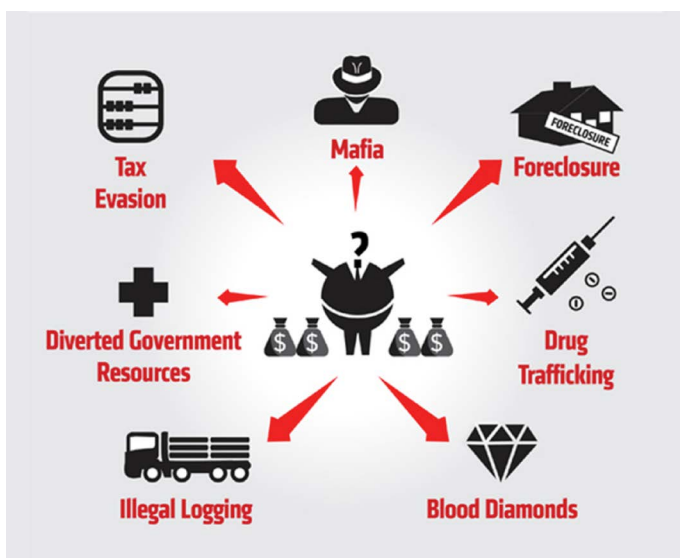 Mafia
FORECLOSURE
Foreclosure
Tax
Evasion
?
Diverted Government
Resources
$ $ $ $
Drug
Trafficking
Illegal Logging
Blood Diamonds